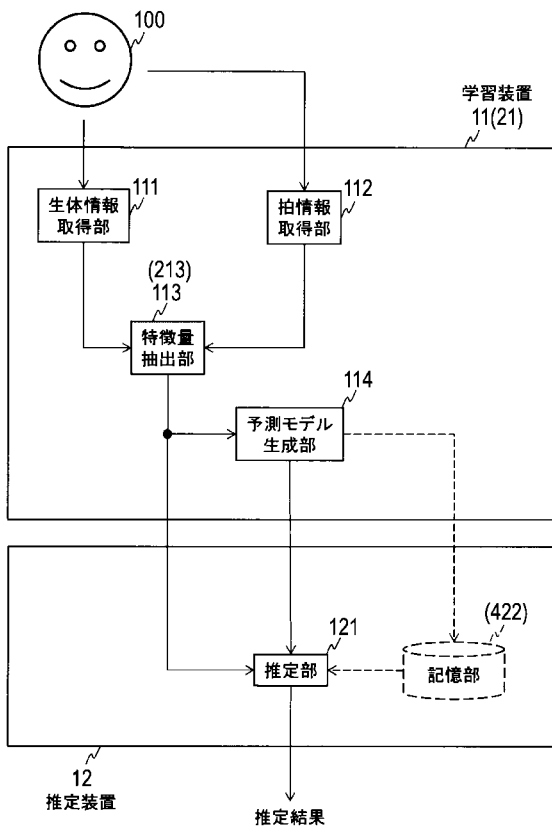 100
学習装置
11(21)
生体情報
取得部
111
拍情報
取得部
112
(213)
113
特徴量
抽出部
114
予測モデル
生成部
(422)
121
推定部
記憶部
12
推定装置
推定結果